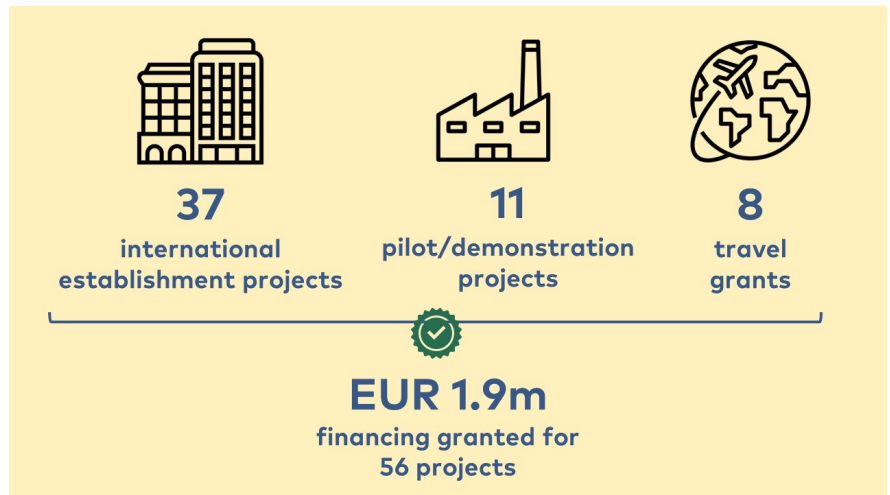 37
international
establishment projects
11
pilot/demonstration
projects
8
travel
grants
EUR 1.9m
financing granted for
56 projects